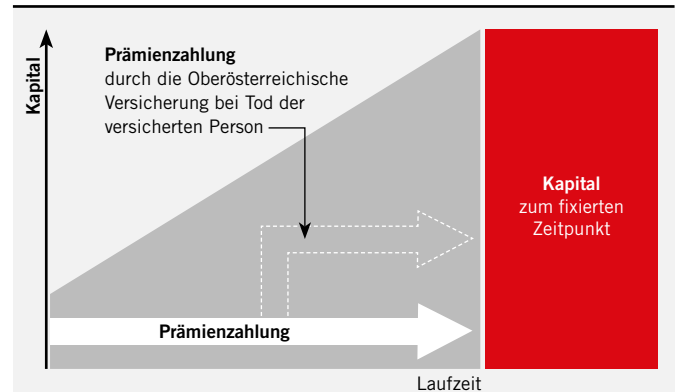 Kapital
Prämienzahlung
durch die Oberösterreichische
Versicherung bei Tod der
versicherten Person
Kapital
zum fixierten
Zeitpunkt
Prämienzahlung
Laufzeit